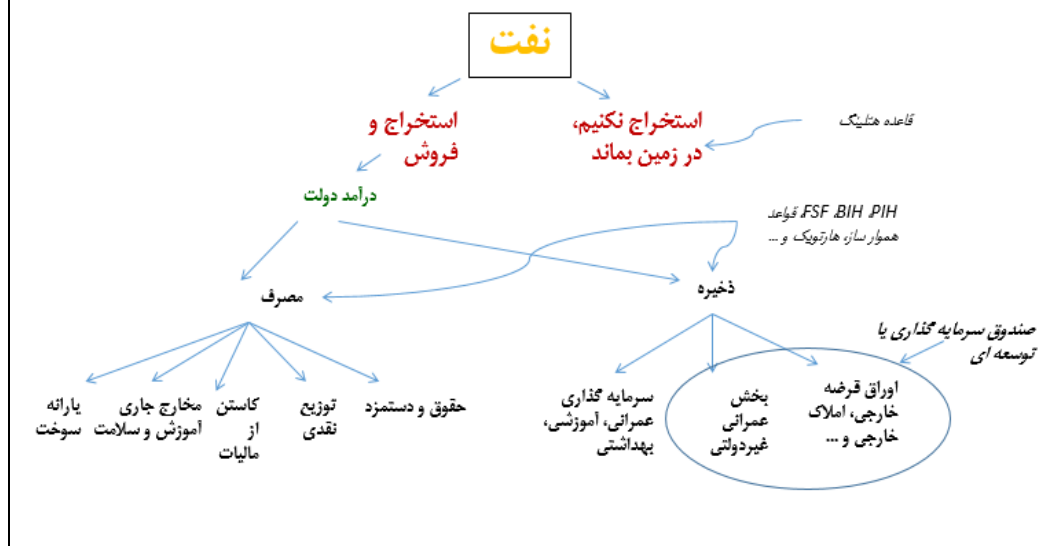 نفت
استخراج نکنیم،
در زمین بماند
استخراج و
فروش
قاعده هتلینگ
درآمد دولت
PIH، BIH، FSF، قواعد
هموار ساز، هارتویک و ...
ذخیره
مصرف
صندوق سرمایه گذاری یا
توسعه ای
اوراق قرضه
خارجی، املاک
خارجی و ...
بخش
عمرانی
غیردولتی
سرمایه گذاری
عمرانی، آموزشی،
بهداشتی
حقوق و دستمزد
توزیع
نقدی
کاستن
از
مالیات
مخارج جاری
آموزش و سلامت
یارانه
سوخت